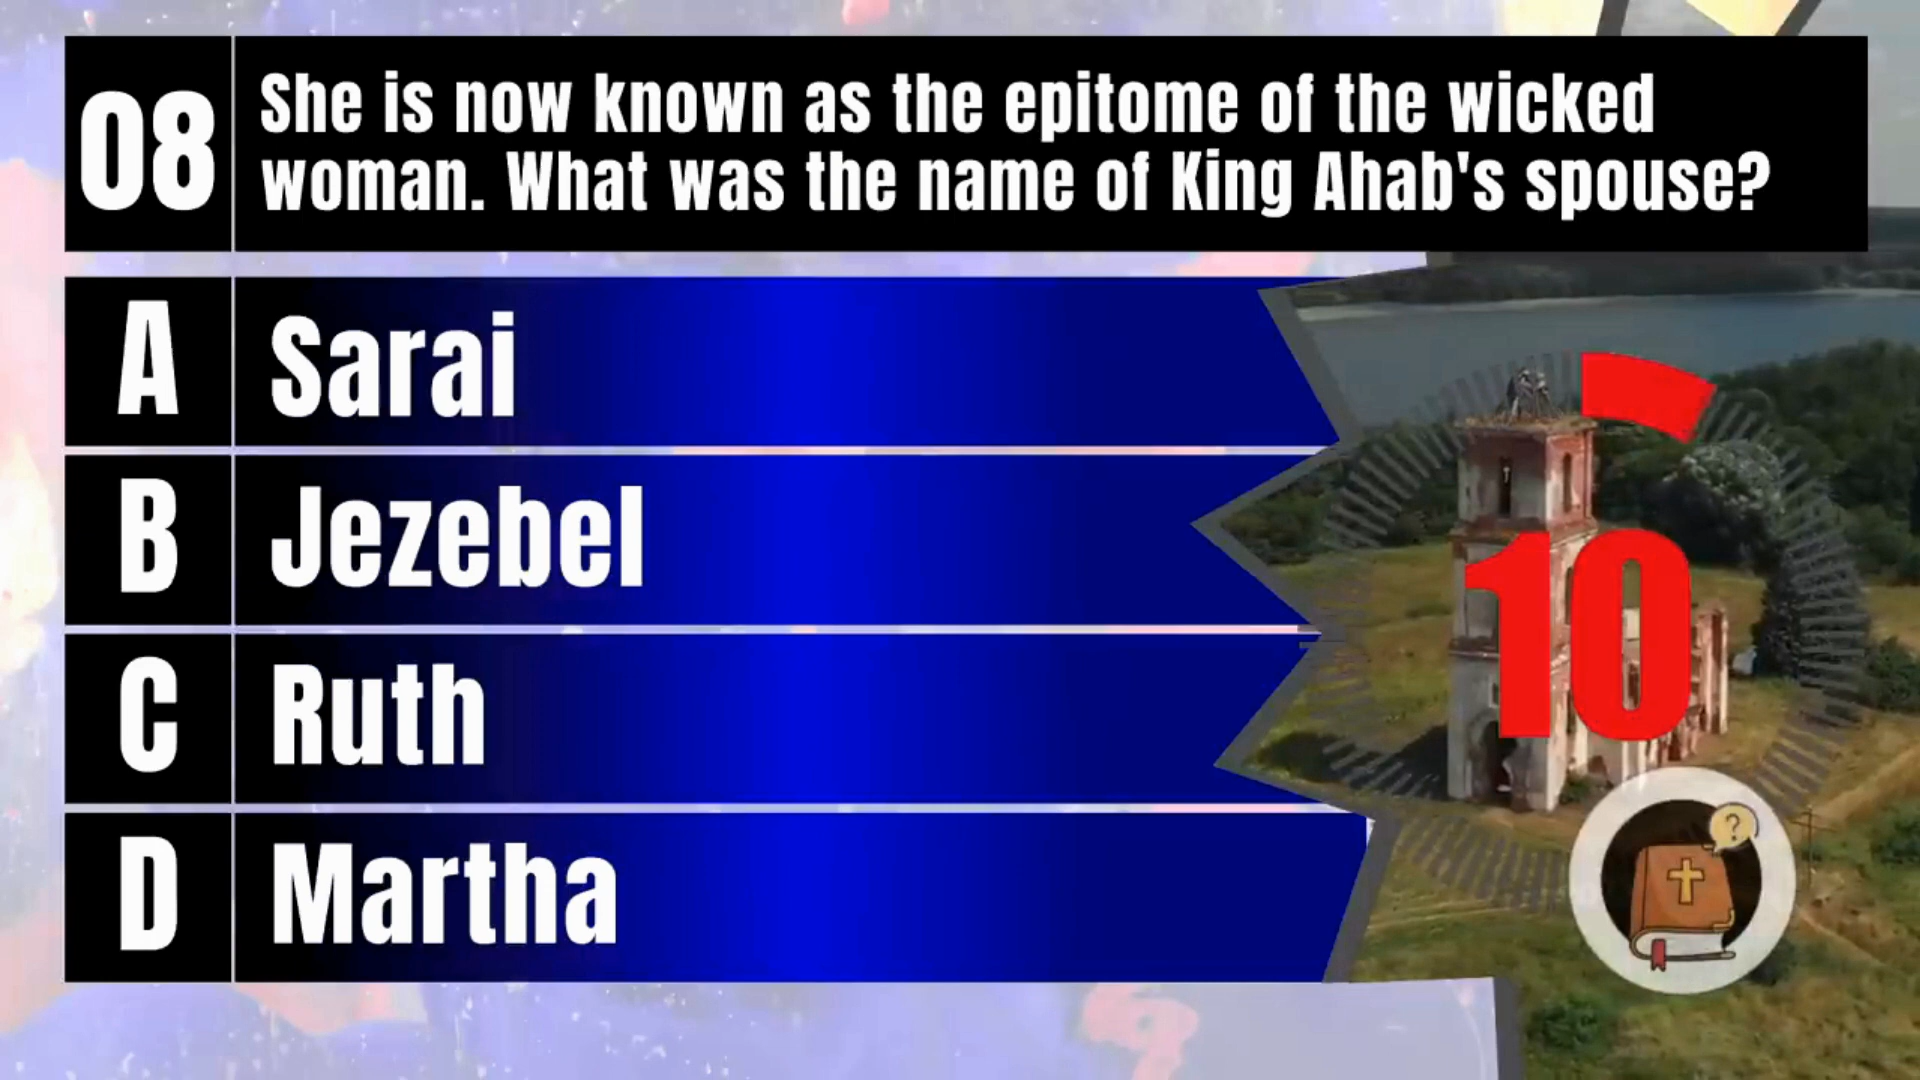 08
She is now known as the epitome of the wicked
woman. What was the name of King Ahab's spouse?
A
Sarai
B
Jezebel
C
Ruth
D
Martha
10
?